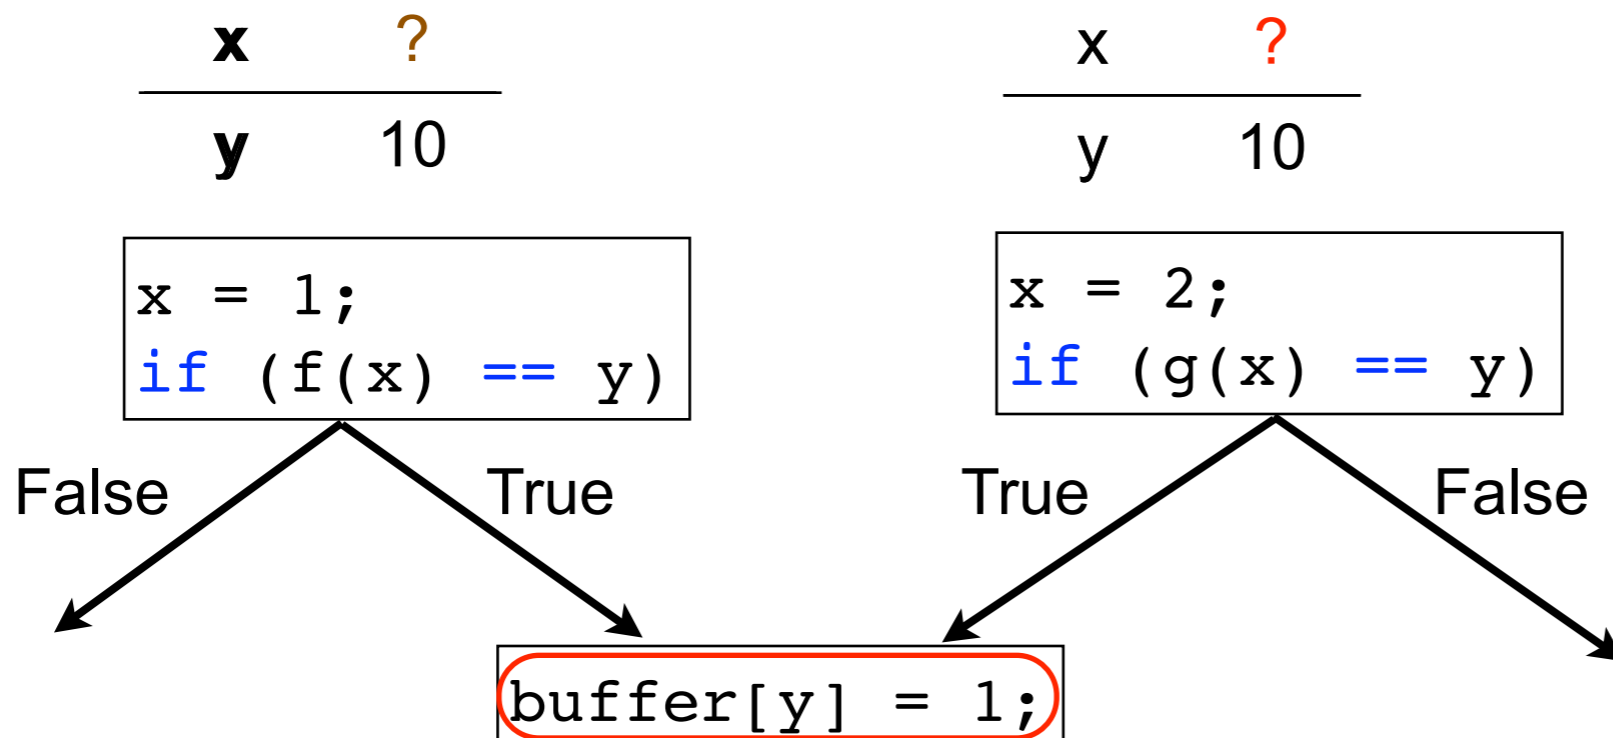 x ?
y 10
x ?
y 10
x = 1;
if (f(x) == y)
x = 2;
if (g(x) == y)
False
True
True
False
buffer[y] = 1;